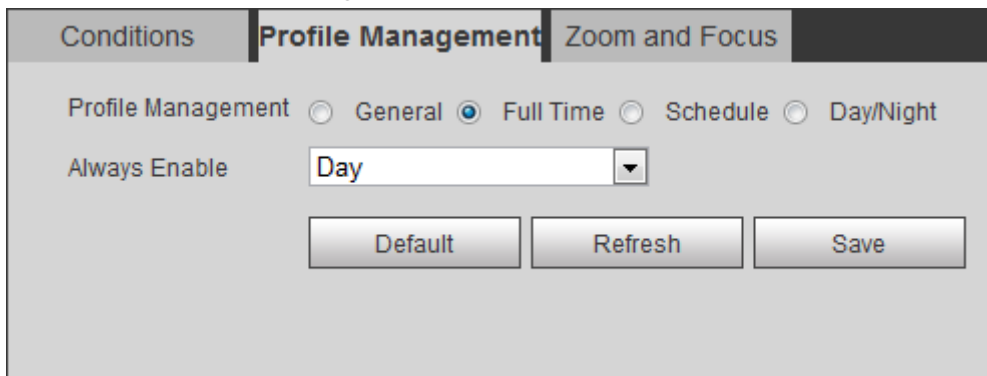 Conditions Profile Management Zoom and Focus
Profile Management General Full Time Schedule Day/Night
Always Enable Day
Default Refresh Save